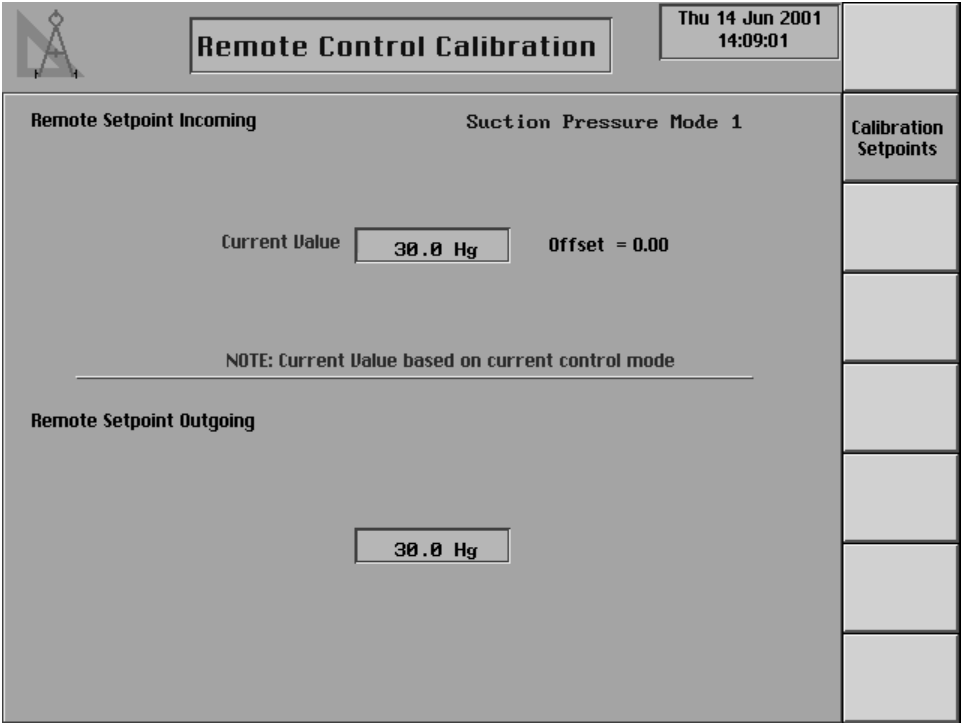 Remote Control Calibration
Thu 14 Jun 2001
14:09:01
Remote Setpoint Incoming
Suction Pressure Mode 1
Calibration
Setpoints
Current Value
30.0 Hg
Offset = 0.00
NOTE: Current Value based on current control mode
Remote Setpoint Outgoing
30.0 Hg